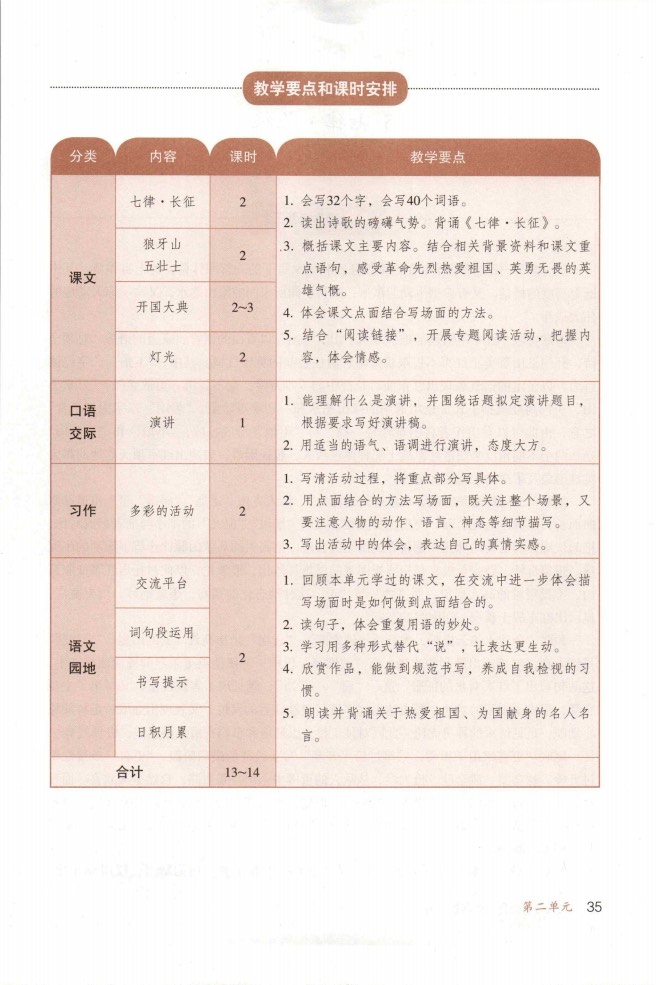 教学要点和课时安排
分类 内容 课时 教学要点
课文
七律·长征 2
狼牙山
五壮士
2
开国大典 2~3
灯光 2
1. 会写32个字，会写40个词语。
2. 读出诗歌的磅礴气势。背诵《七律·长征》。
3. 概括课文主要内容。结合相关背景资料和课文重
点语句，感受革命先烈热爱祖国、英勇无畏的英
雄气概。
4. 体会课文点面结合写场面的方法。
5. 结合“阅读链接”，开展专题阅读活动，把握内
容，体会情感。
口语
交际
演讲 1
1. 能理解什么是演讲，并围绕话题拟定演讲题目，
根据要求写好演讲稿。
2. 用适当的语气、语调进行演讲，态度大方。
习作 多彩的活动 2
1. 写清活动过程，将重点部分写具体。
2. 用点面结合的方法写场面，既关注整个场景，又
要注意人物的动作、语言、神态等细节描写。
3. 写出活动中的体会，表达自己的真情实感。
语文
园地
交流平台
词句段运用
书写提示
日积月累
2
1. 回顾本单元学过的课文，在交流中进一步体会描
写场面时是如何做到点面结合的。
2. 读句子，体会重复用语的妙处。
3. 学习用多种形式替代“说”，让表达更生动。
4. 欣赏作品，能做到规范书写，养成自我检视的习
惯。
5. 朗读并背诵关于热爱祖国、为国献身的名人名
言。
合计 13~14
第二单元 35